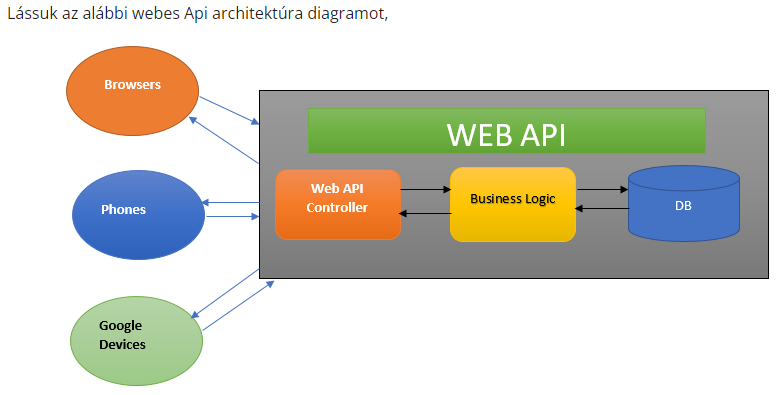 Lássuk az alábbi webes Api architektúra diagramot,
Browsers
WEB API
Web API
Controller
Business Logic
DB
Phones
Google
Devices